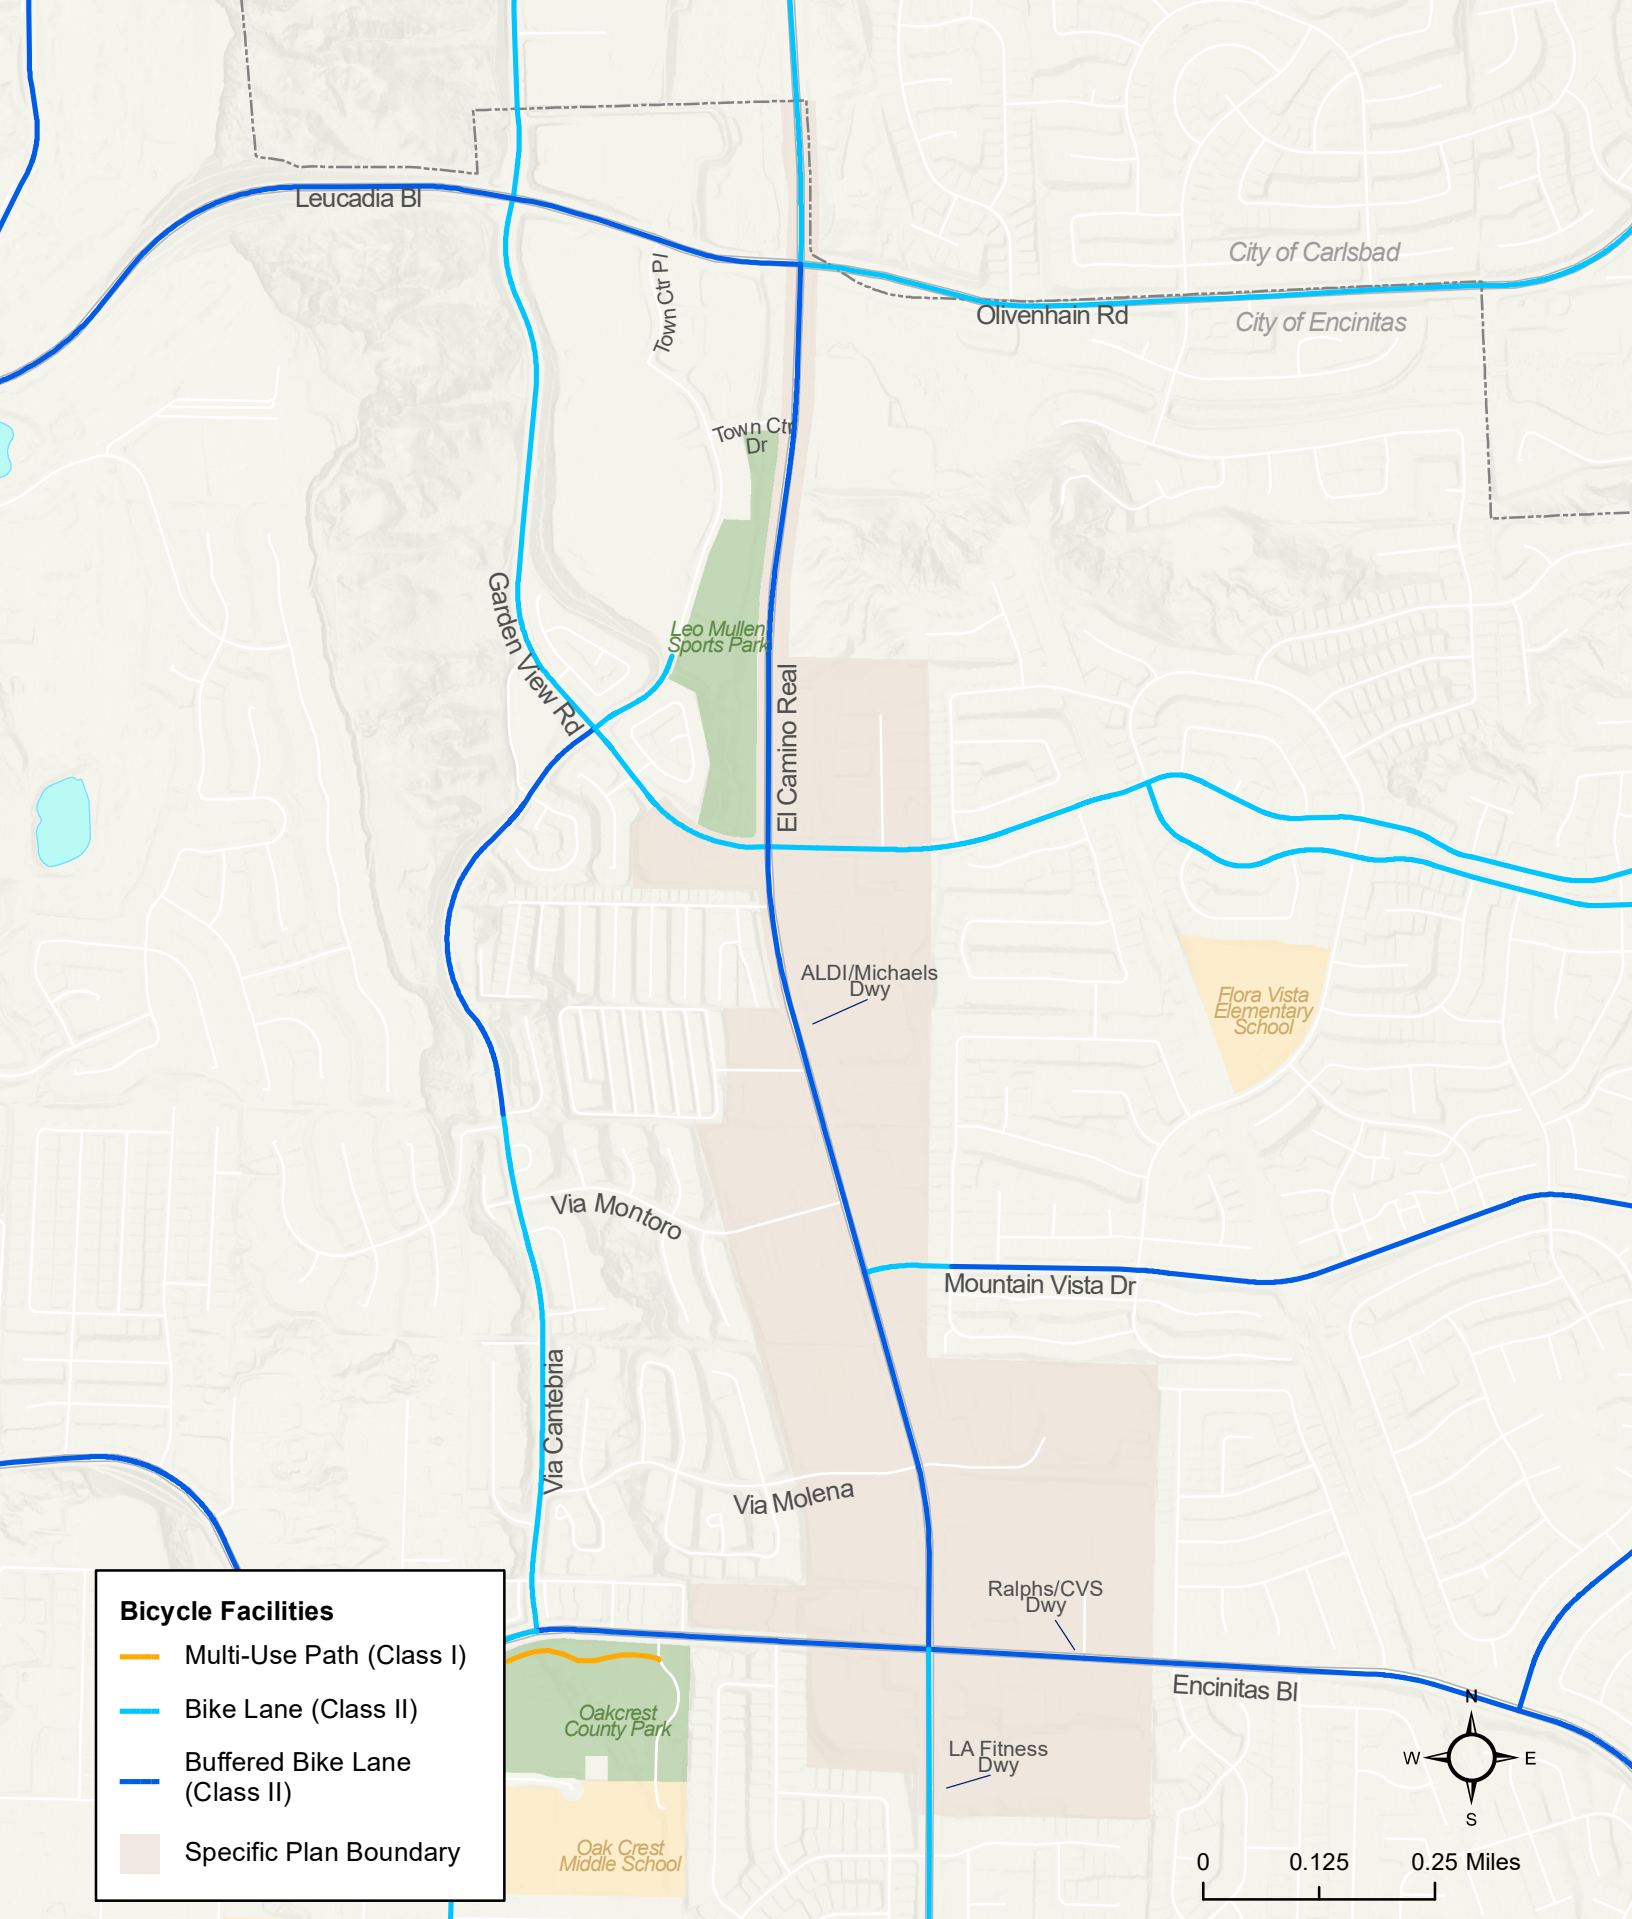 Leucadia Bl
City of Carlsbad
Town Ctr Pl
Olivenhain Rd
City of Encinitas
Town Ctr
Dr
Garden View Rd
Leo Mullen
Sports Park
El Camino Real
ALDI/Michaels
Dwy
Flora Vista
Elementary
School
Via Montoro
Mountain Vista Dr
Via Cantebria
Via Molena
Ralphs/CVS
Dwy
Encinitas Bl
Oakcrest
County Park
LA Fitness
Dwy
Oak Crest
Middle School
Bicycle Facilities
Multi-Use Path (Class I)
Bike Lane (Class II)
Buffered Bike Lane
(Class II)
Specific Plan Boundary
N
W E
S
0 0.125 0.25 Miles